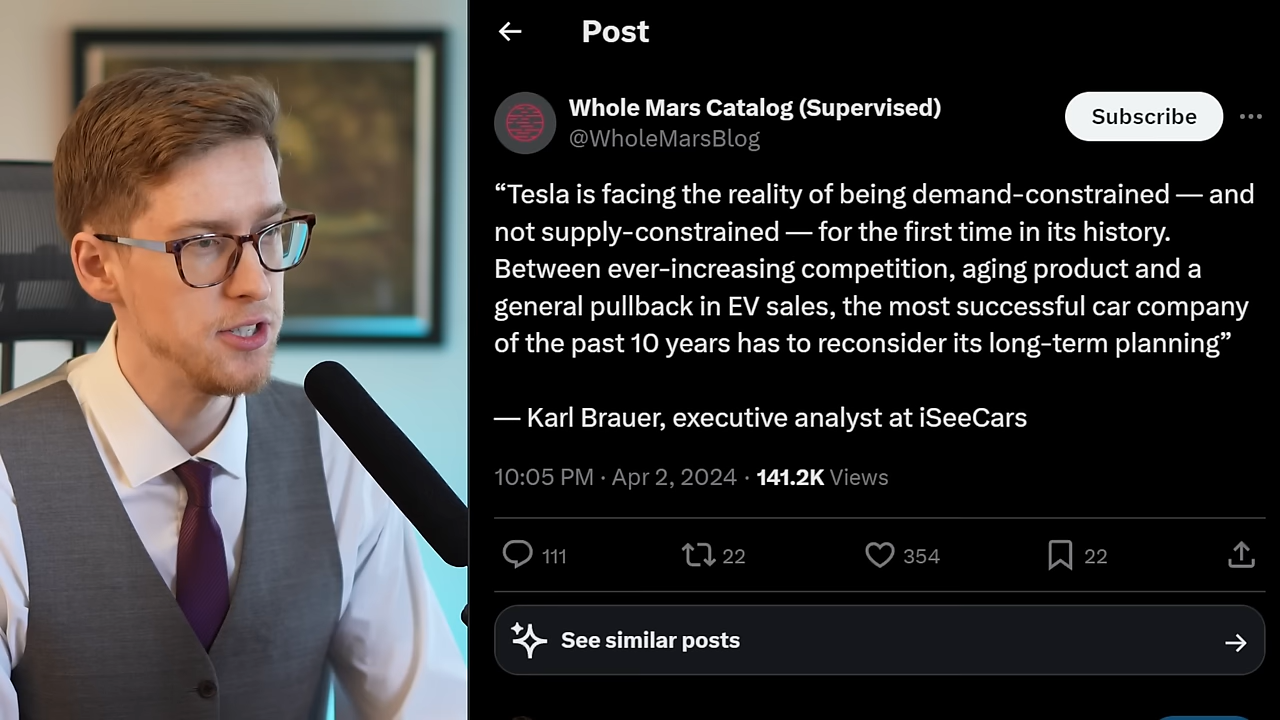 Post
Whole Mars Catalog (Supervised)
@WholeMarsBlog
Subscribe
“Tesla is facing the reality of being demand-constrained — and
not supply-constrained — for the first time in its history.
Between ever-increasing competition, aging product and a
general pullback in EV sales, the most successful car company
of the past 10 years has to reconsider its long-term planning”
— Karl Brauer, executive analyst at iSeeCars
10:05 PM · Apr 2, 2024 · 141.2K Views
111 22 354 22
See similar posts